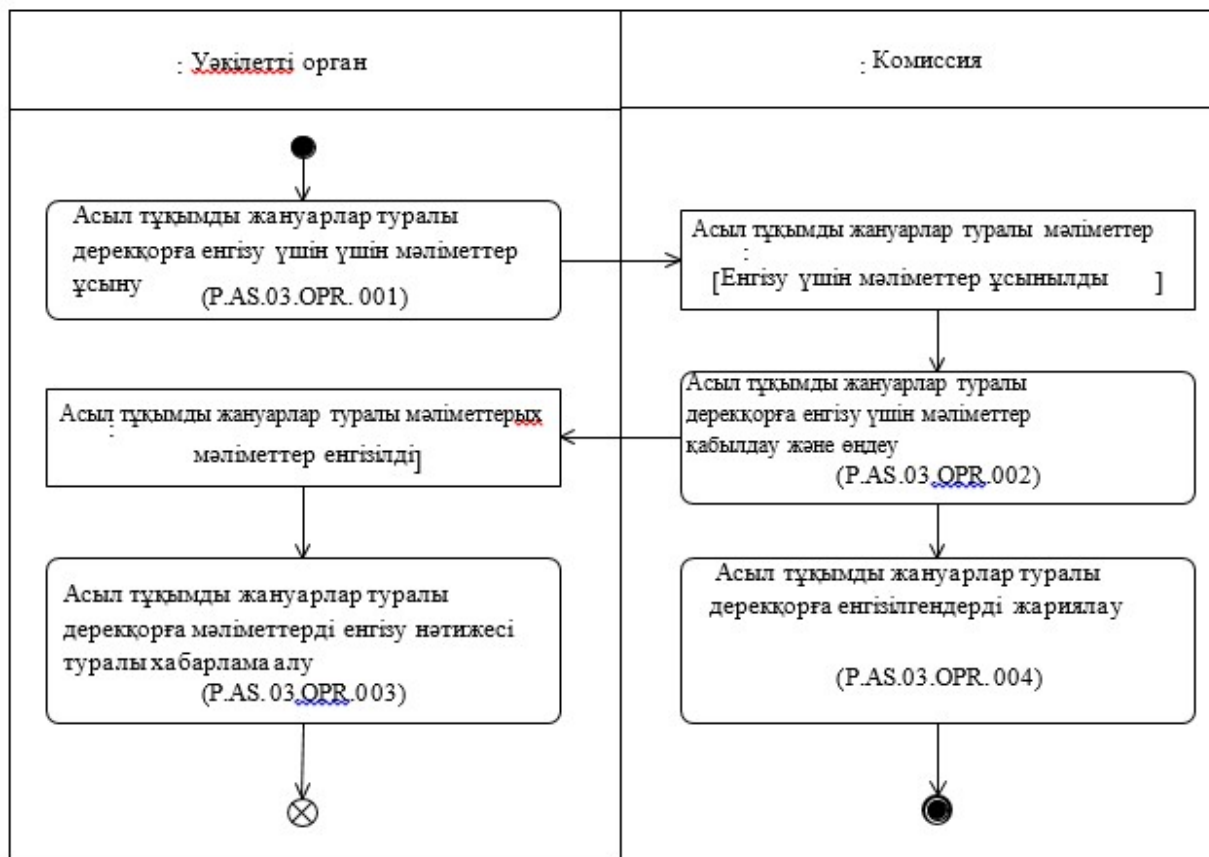 : Уәкілетті орган
: Комиссия
Асыл тұқымды жануарлар туралы
дерекқорға енгізу үшін үшін мәліметтер
ұсыну
(P.AS.03.OPR. 001)
Асыл тұқымды жануарлар туралы мәліметтер
:
[Енгізу үшін мәліметтер ұсынылды ]
Асыл тұқымды жануарлар туралы
дерекқорға енгізу үшін мәліметтер
қабылдау және өңдеу
(P.AS.03.OPR.002)
Асыл тұқымды жануарлар туралы мәліметтерых
:
мәліметтер енгізілді]
Асыл тұқымды жануарлар туралы
дерекқорға мәліметтерді енгізу нәтижесі
туралы хабарлама алу
(P.AS. 03.OPR.003)
Асыл тұқымды жануарлар туралы
дерекқорға енгізілгендерді жариялау
(P.AS.03.OPR. 004)